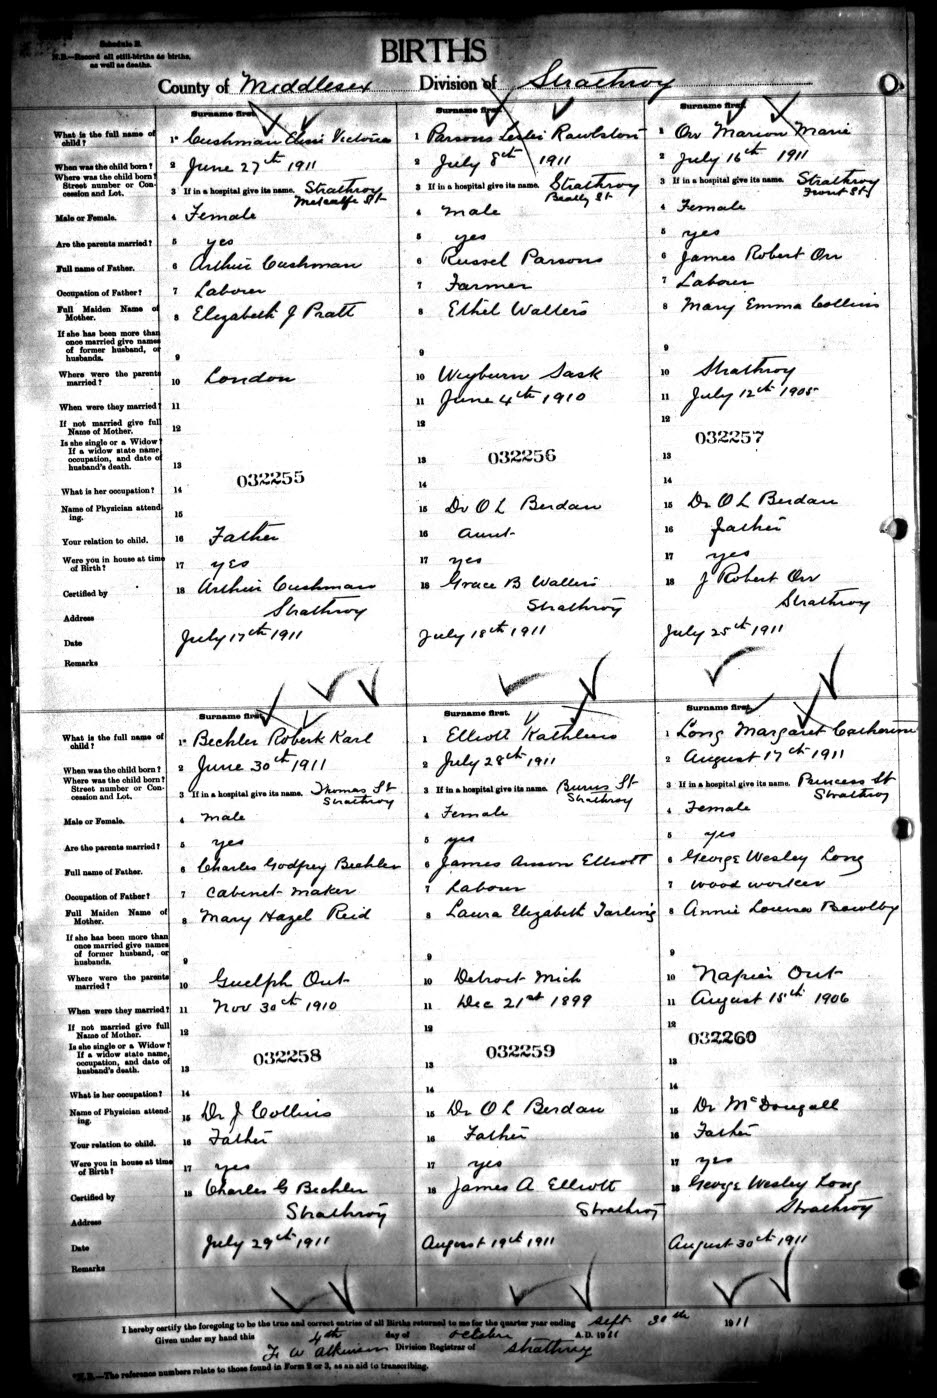 Schedule B.
N.B.—Record all still-births as births,
as well as deaths.
BIRTHS
County of Middlesex Division of Strathroy
Surname first.
What is the full name of child? 1* Cushman Elsie Victoria
When was the child born? 2 June 27th 1911
Where was the child born? Street number or Concession and Lot. 3 If in a hospital give its name. Strathroy Metcalfe St
Male or Female. 4 Female
Are the parents married? 5 yes
Full name of Father. 6 Arthur Cushman
Occupation of Father? 7 Laborer
Full Maiden Name of Mother. 8 Elizabeth J Pratt
If she has been more than once married give names of former husband, or husbands. 9
Where were the parents married? 10 London
When were they married? 11
If not married give full Name of Mother. 12
Is she single or a Widow? If a widow state name, occupation, and date of husband's death. 13
032255
What is her occupation? 14
Name of Physician attending. 15
Your relation to child. 16 Father
Were you in house at time of Birth? 17 yes
Certified by 18 Arthur Cushman
Address Strathroy
Date July 17th 1911
Remarks
Surname first.
1 Parsons Leslie Rawlston
2 July 8th 1911
3 If in a hospital give its name. Strathroy Beatty St
4 male
5 yes
6 Russel Parsons
7 Farmer
8 Ethel Walters
9
10 Weyburn Sask
11 June 4th 1910
12
032256
13
14
15 Dr O L Berdan
16 aunt
17 yes
18 Grace B Walters
Strathroy
July 18th 1911
Surname first.
1 Orr Marion Marie
2 July 16th 1911
3 If in a hospital give its name. Strathroy Front St
4 Female
5 yes
6 James Robert Orr
7 Laborer
8 Mary Emma Collins
9
10 Strathroy
11 July 12th 1905
12
032257
13
14
15 Dr O L Berdan
16 father
17 yes
18 J Robert Orr
Strathroy
July 25th 1911
Surname first.
What is the full name of child? 1* Bechler Robert Karl
When was the child born? 2 June 30th 1911
Where was the child born? Street number or Concession and Lot. 3 If in a hospital give its name. Thomas St Strathroy
Male or Female. 4 male
Are the parents married? 5 yes
Full name of Father. 6 Charles Godfrey Bechler
Occupation of Father? 7 Cabinet maker
Full Maiden Name of Mother. 8 Mary Hazel Reid
If she has been more than once married give names of former husband, or husbands. 9
Where were the parents married? 10 Guelph Ont
When were they married? 11 Nov 30th 1910
If not married give full Name of Mother. 12
Is she single or a Widow? If a widow state name, occupation, and date of husband's death. 13
032258
What is her occupation? 14
Name of Physician attending. 15 Dr J Collins
Your relation to child. 16 Father
Were you in house at time of Birth? 17 yes
Certified by 18 Charles G Bechler
Address Strathroy
Date July 29th 1911
Remarks
Surname first.
1 Elliott Kathleen
2 July 28th 1911
3 If in a hospital give its name. Burns St Strathroy
4 Female
5 yes
6 James Anson Elliott
7 Labour
8 Laura Elizabeth Tarling
9
10 Detroit Mich
11 Dec 21st 1899
12
032259
13
14
15 Dr O L Berdan
16 Father
17 yes
18 James A Elliott
Strathroy
August 19th 1911
Surname first.
1 Long Margaret Catherine
2 August 17th 1911
3 If in a hospital give its name. Princess St Strathroy
4 Female
5 yes
6 George Wesley Long
7 wood worker
8 Annie Louisa Bowlby
9
10 Napier Ont
11 August 15th 1906
12
032260
13
14
15 Dr McDougall
16 Father
17 yes
18 George Wesley Long
Strathroy
August 30th 1911
I hereby certify the foregoing to be the true and correct entries of all Births returned to me for the quarter year ending Sept 30th 1911
Given under my hand this 4th day of October A.D. 1911
F. W Atkinson Division Registrar of Strathroy
*N.B.—The reference numbers relate to those found in Form 2 or 3, as an aid to transcribing.